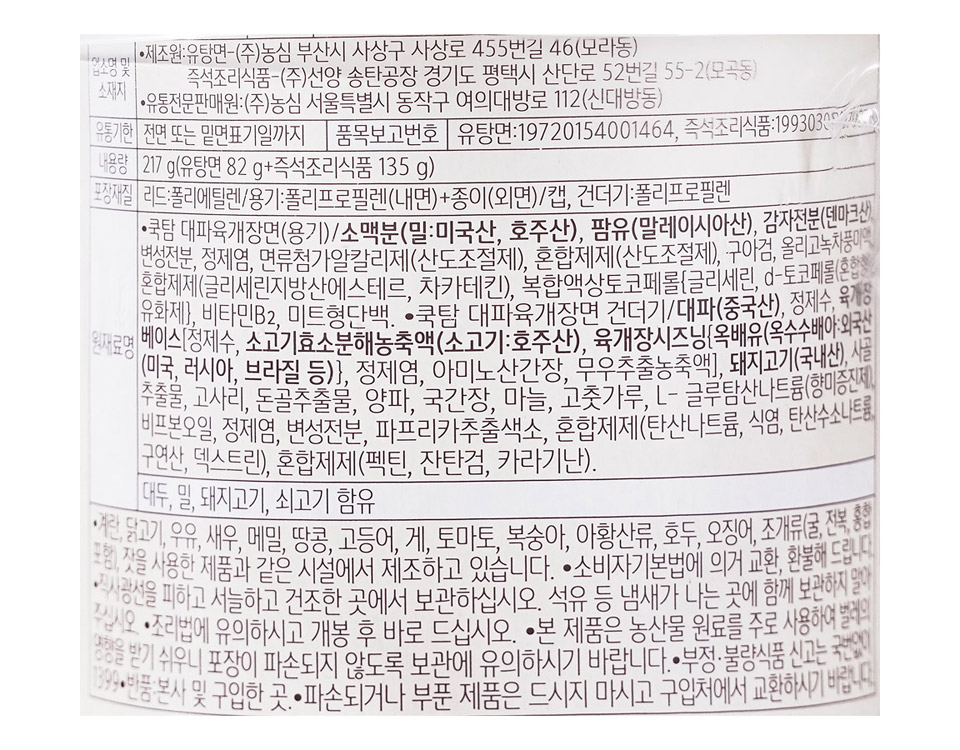 업소명 및
소재지
•제조원:유탕면-(주)농심 부산시 사상구 사상로 455번길 46(모라동)
즉석조리식품-(주)선양 송탄공장 경기도 평택시 산단로 52번길 55-2(모곡동)
•유통전문판매원:(주)농심 서울특별시 동작구 여의대방로 112(신대방동)
유통기한 전면 또는 밑면표기일까지 품목보고번호 유탕면:19720154001464, 즉석조리식품:1993030
내용량 217 g(유탕면 82 g+즉석조리식품 135 g)
포장재질 리드:폴리에틸렌/용기:폴리프로필렌(내면)+종이(외면)/캡, 건더기:폴리프로필렌
원재료명
•쿡탐 대파육개장면(용기)/소맥분(밀:미국산, 호주산), 팜유(말레이시아산), 감자전분(덴마크산),
변성전분, 정제염, 면류첨가알칼리제(산도조절제), 혼합제제(산도조절제), 구아검, 올리고녹차풍미액,
혼합제제(글리세린지방산에스테르, 차카테킨), 복합액상토코페롤{글리세린, d-토코페롤(혼합형),
유화제}, 비타민B2, 미트형단백. •쿡탐 대파육개장면 건더기/대파(중국산), 정제수, 육개장
베이스[정제수, 소고기효소분해농축액(소고기:호주산), 육개장시즈닝{옥배유(옥수수배아:외국산
(미국, 러시아, 브라질 등)}, 정제염, 아미노산간장, 무우추출농축액], 돼지고기(국내산), 사골
추출물, 고사리, 돈골추출물, 양파, 국간장, 마늘, 고춧가루, L- 글루탐산나트륨(향미증진제),
비프본오일, 정제염, 변성전분, 파프리카추출색소, 혼합제제(탄산나트륨, 식염, 탄산수소나트륨,
구연산, 덱스트린), 혼합제제(펙틴, 잔탄검, 카라기난).
대두, 밀, 돼지고기, 쇠고기 함유
•계란, 닭고기, 우유, 새우, 메밀, 땅콩, 고등어, 게, 토마토, 복숭아, 아황산류, 호두, 오징어, 조개류(굴, 전복, 홍합
포함), 잣을 사용한 제품과 같은 시설에서 제조하고 있습니다. •소비자기본법에 의거 교환, 환불해 드립니다.
•직사광선을 피하고 서늘하고 건조한 곳에서 보관하십시오. 석유 등 냄새가 나는 곳에 함께 보관하지 말아
주십시오. •조리법에 유의하시고 개봉 후 바로 드십시오. •본 제품은 농산물 원료를 주로 사용하여 벌레의
영향을 받기 쉬우니 포장이 파손되지 않도록 보관에 유의하시기 바랍니다.•부정·불량식품 신고는 국번없이
1399•반품:본사 및 구입한 곳.•파손되거나 부푼 제품은 드시지 마시고 구입처에서 교환하시기 바랍니다.